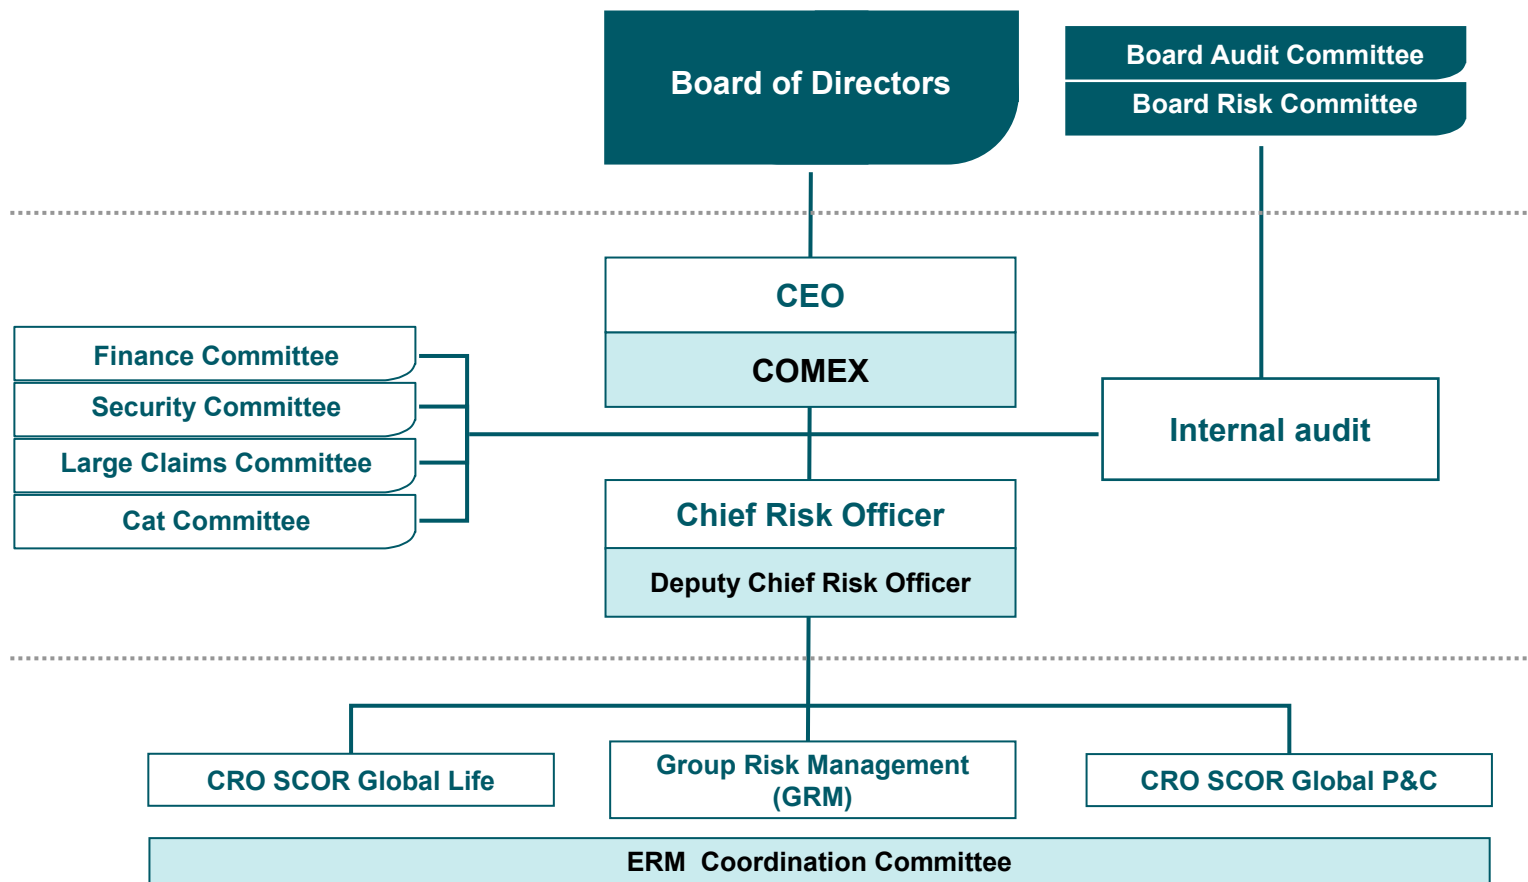 Board of Directors
Board Audit Committee
Board Risk Committee
CEO
COMEX
Finance Committee
Security Committee
Large Claims Committee
Cat Committee
Internal audit
Chief Risk Officer
Deputy Chief Risk Officer
CRO SCOR Global Life
Group Risk Management
(GRM)
CRO SCOR Global P&C
ERM Coordination Committee